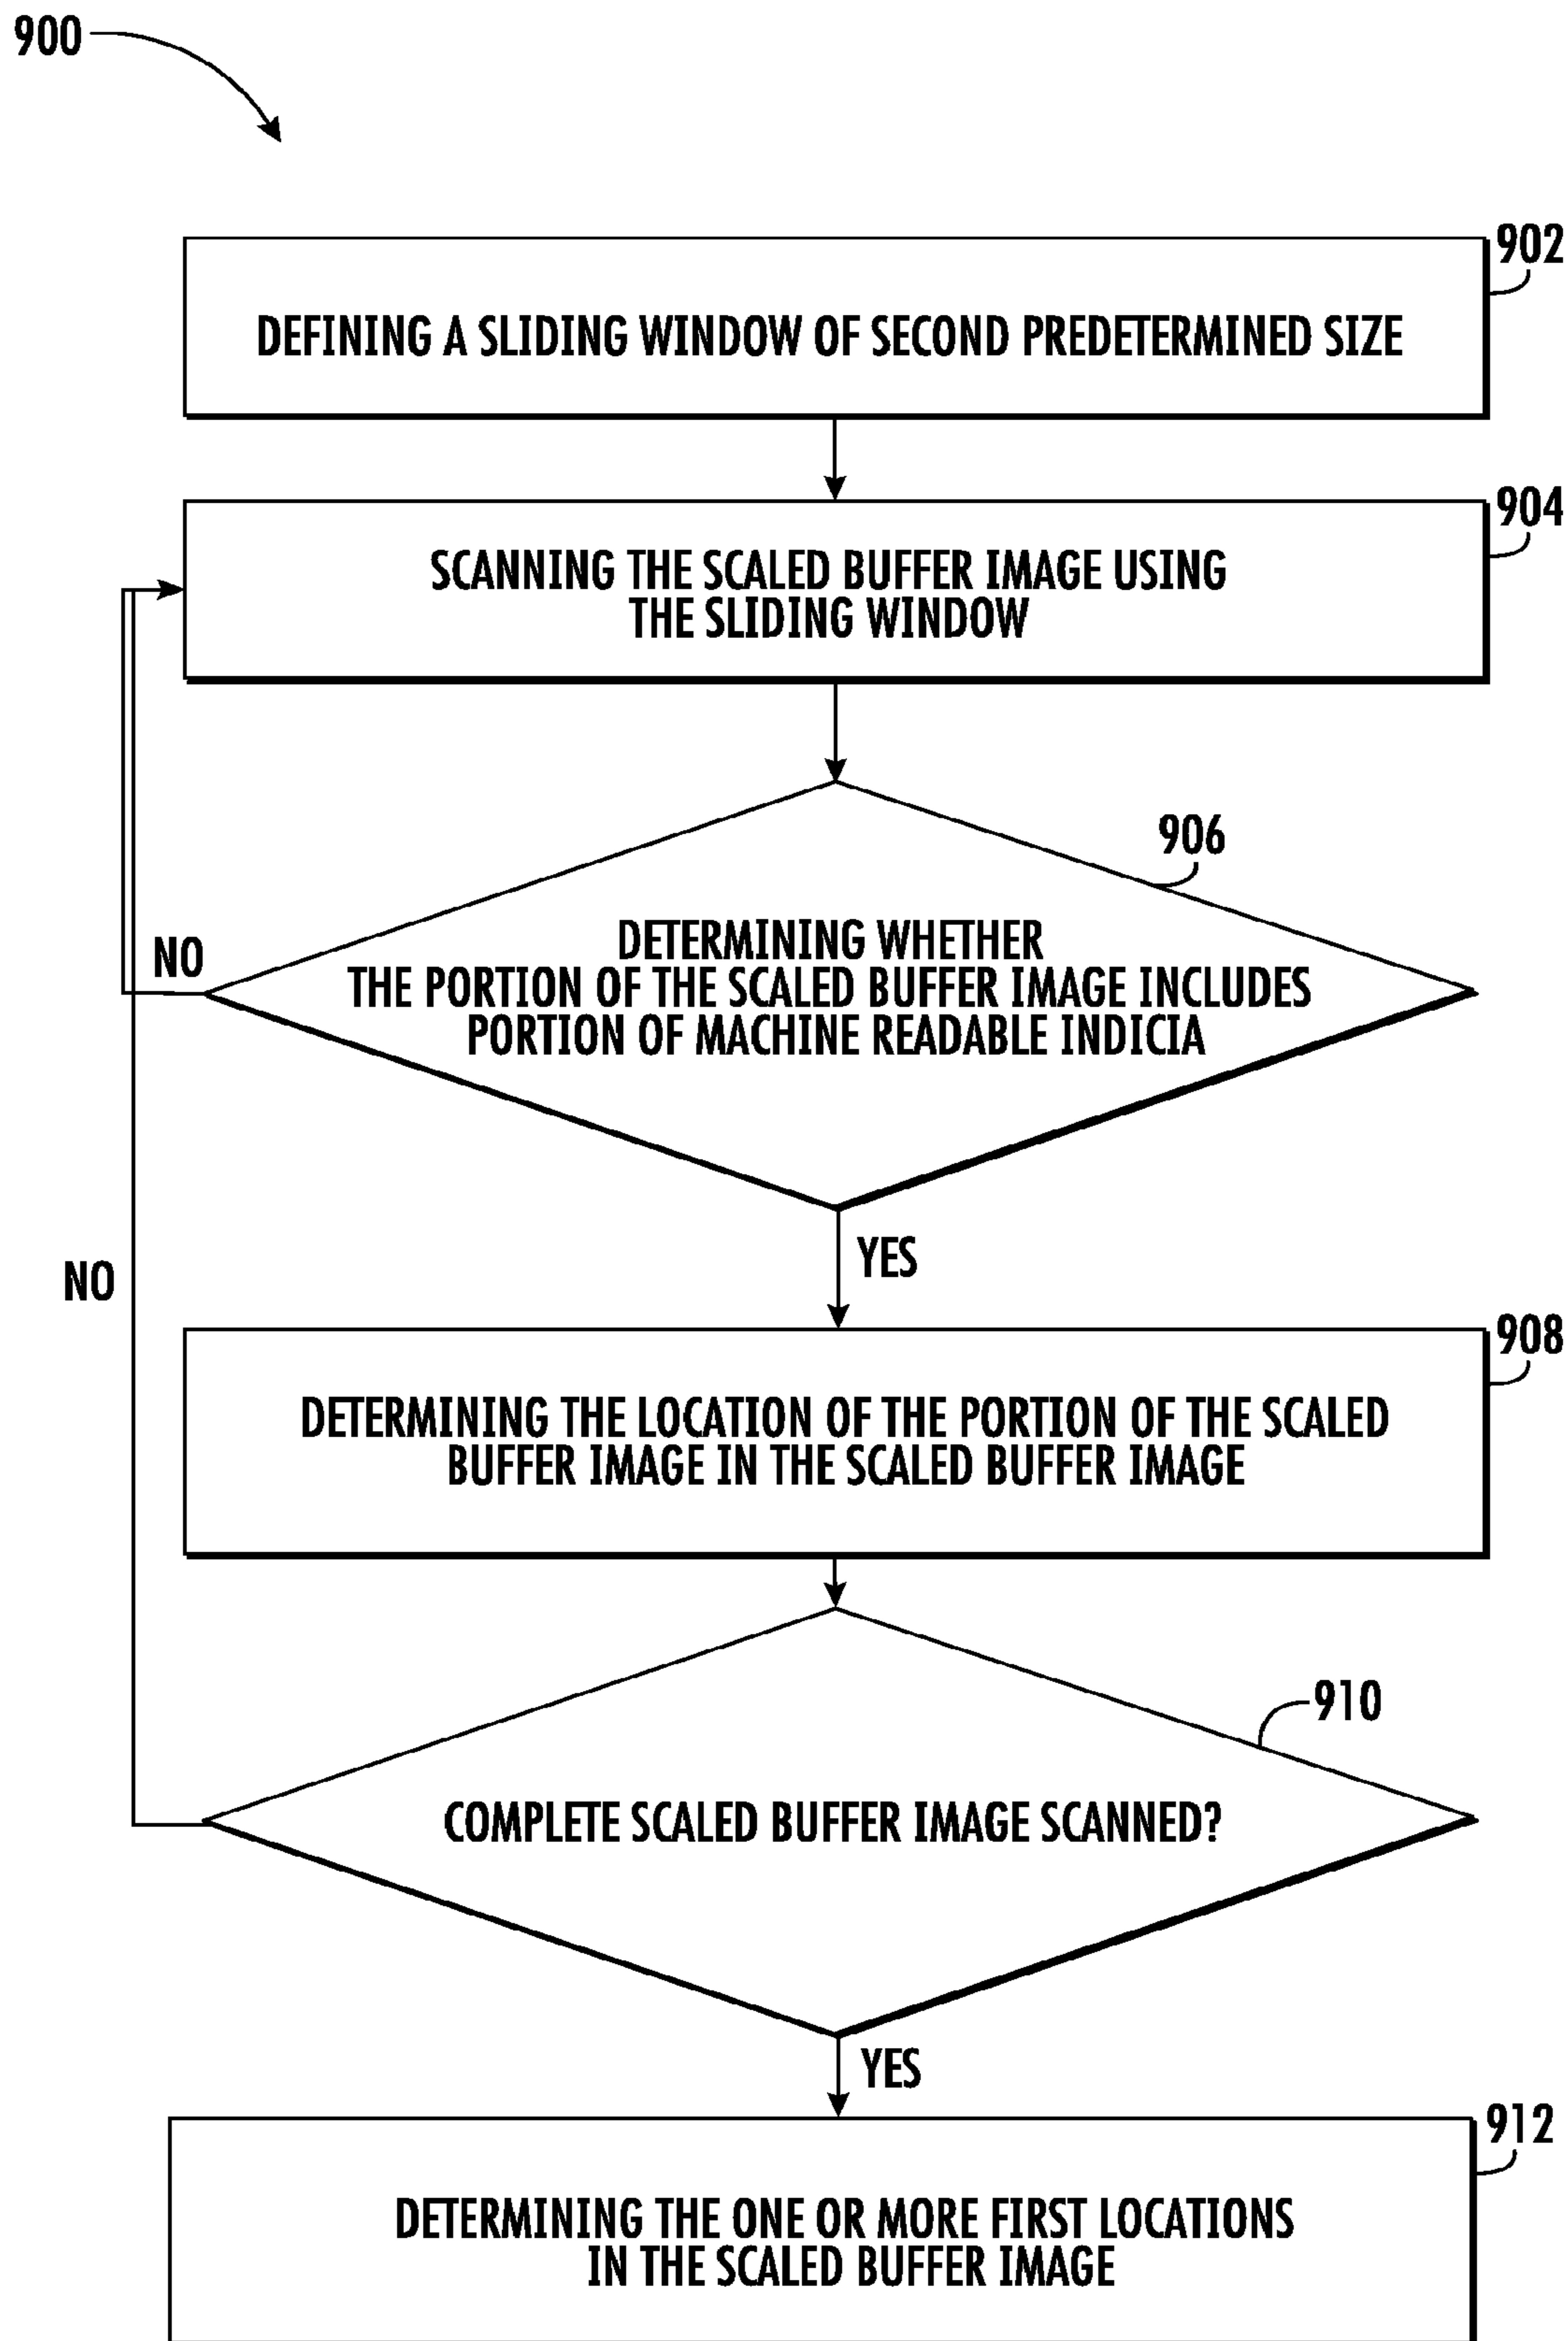 900
902
DEFINING A SLIDING WINDOW OF SECOND PREDETERMINED SIZE
904
SCANNING THE SCALED BUFFER IMAGE USING
THE SLIDING WINDOW
906
DETERMINING WHETHER
THE PORTION OF THE SCALED BUFFER IMAGE INCLUDES
PORTION OF MACHINE READABLE INDICIA
NO
YES
NO
908
DETERMINING THE LOCATION OF THE PORTION OF THE SCALED
BUFFER IMAGE IN THE SCALED BUFFER IMAGE
910
COMPLETE SCALED BUFFER IMAGE SCANNED?
YES
912
DETERMINING THE ONE OR MORE FIRST LOCATIONS
IN THE SCALED BUFFER IMAGE